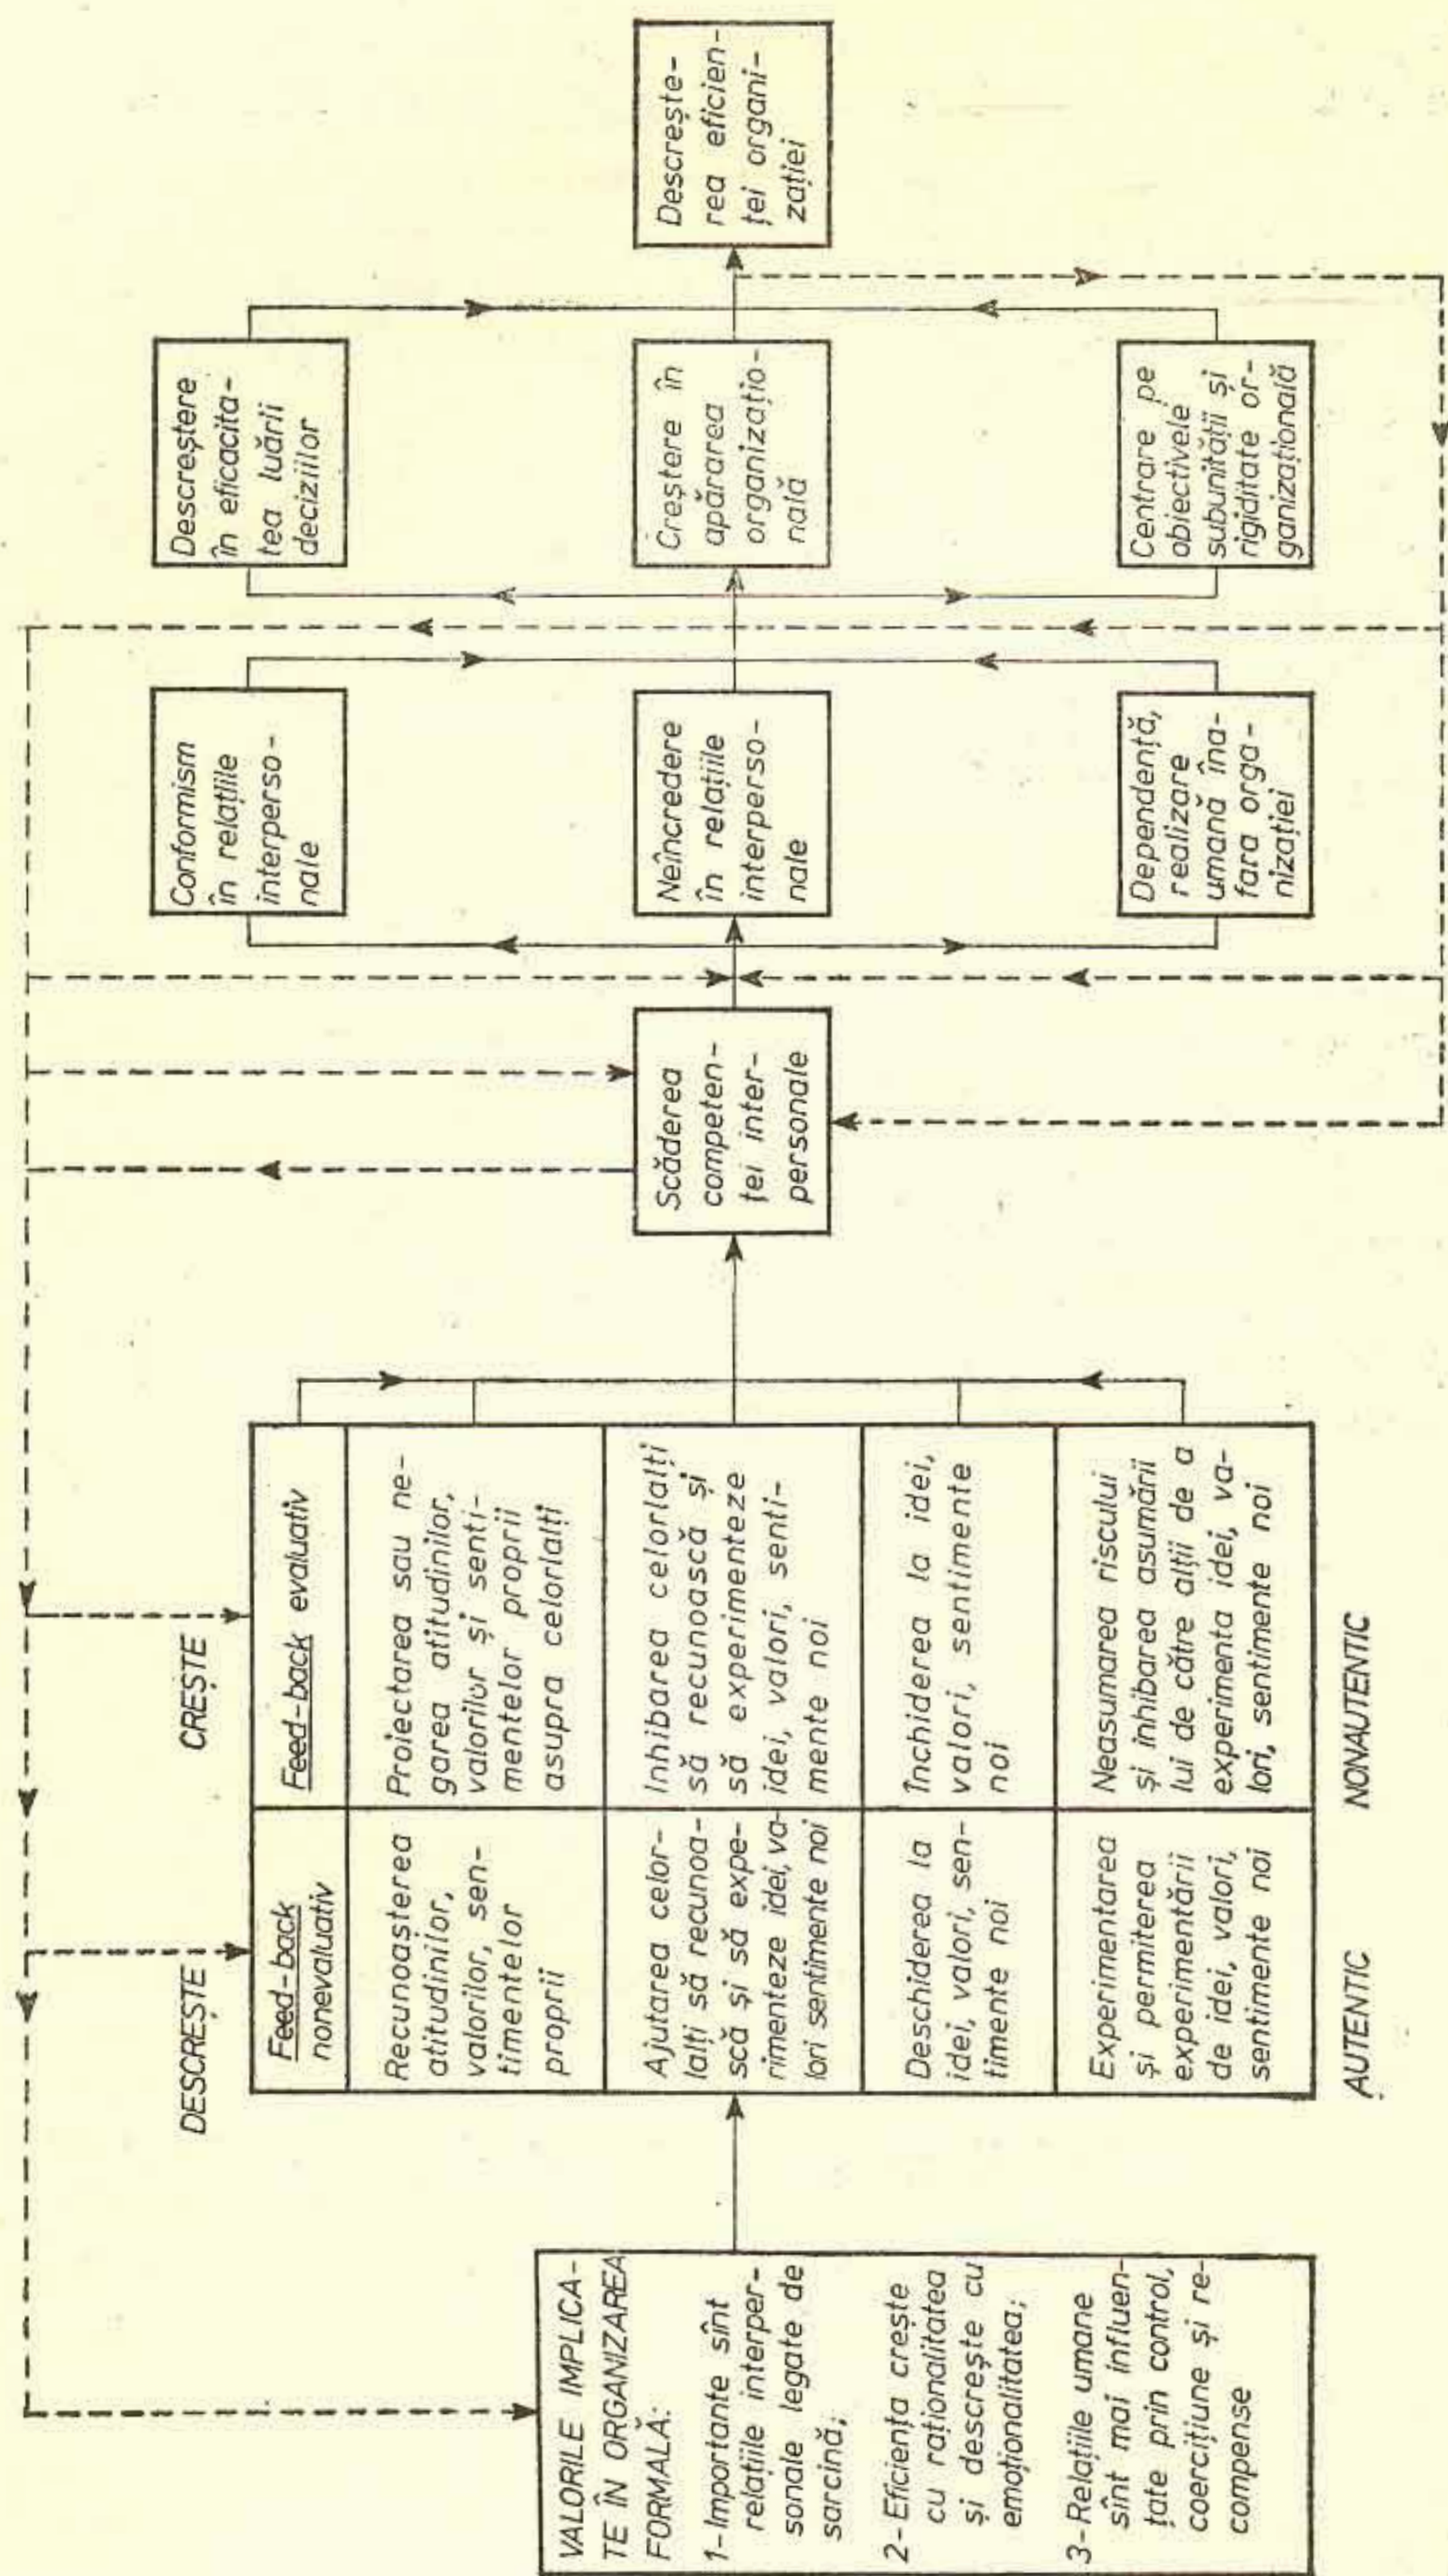 VALORILE IMPLICA-
TE ÎN ORGANIZAREA
FORMALĂ:
1-Importante sînt
relațiile interper-
sonale legate de
sarcină;
2-Eficiența crește
cu raționalitatea
și descrește cu
emoționalitatea;
3-Relațiile umane
sînt mai influen-
țate prin control,
coercițiune și re-
compense
DESCREȘTE
CREȘTE
Feed-back
nonevaluativ
Feed-back evaluativ
Recunoașterea
atitudinilor,
valorilor, sen-
timentelor
proprii
Proiectarea sau ne-
garea atitudinilor,
valorilor și senti-
mentelor proprii
asupra celorlalți
Ajutarea celor-
lalți să recunoa-
scă și să expe-
rimenteze idei, va-
lori sentimente noi
Inhibarea celorlalți
să recunoască și
să experimenteze
idei, valori, senti-
mente noi
Deschiderea la
idei, valori, sen-
timente noi
Închiderea la idei,
valori, sentimente
noi
Experimentarea
și permiterea
experimentării
de idei, valori,
sentimente noi
Neasumarea riscului
și inhibarea asumării
lui de către alții de a
experimenta idei, va-
lori, sentimente noi
AUTENTIC
NONAUTENTIC
Scăderea
competen-
ței inter-
personale
Conformism
în relațiile
interperso-
nale
Neîncredere
în relațiile
interperso-
nale
Dependență,
realizare
umană îna-
fara orga-
nizației
Descreștere
în eficacita-
tea luării
deciziilor
Creștere în
apărarea
organizațio-
nală
Centrare pe
obiectivele
subunității și
rigiditate or-
ganizațională
Descrește-
rea eficien-
ței organi-
zației